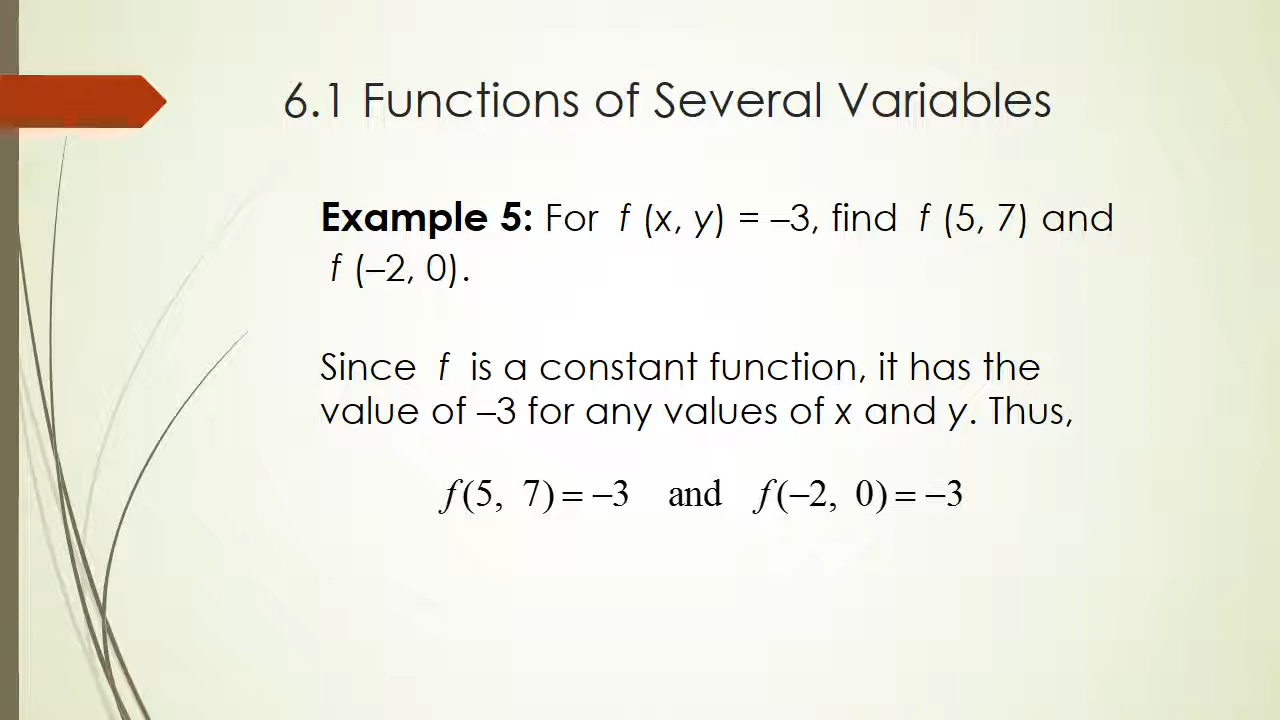 6.1 Functions of Several Variables
Example 5: For f (x, y) = –3, find f (5, 7) and
f (–2, 0).
Since f is a constant function, it has the
value of –3 for any values of x and y. Thus,
f(5, 7) = –3 and f(–2, 0) = –3